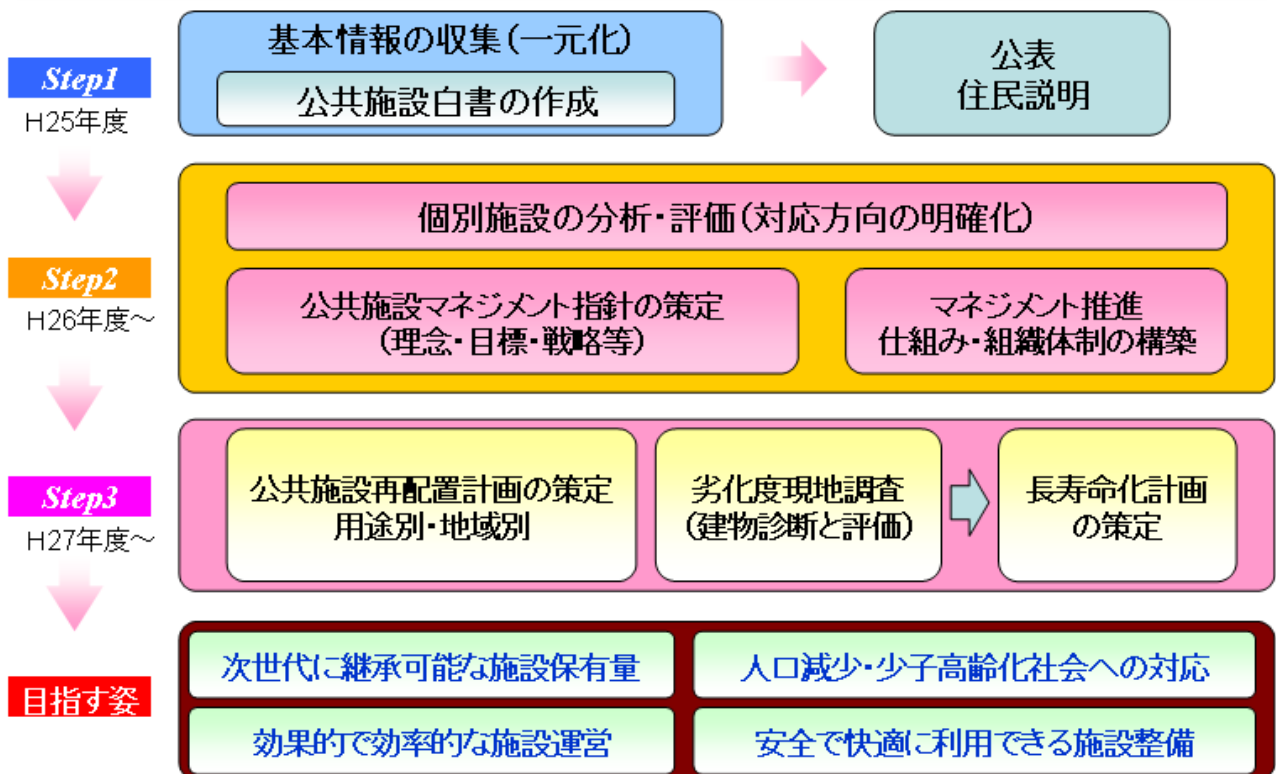 Step1
H25年度
基本情報の収集(一元化)
公共施設白書の作成
公表
住民説明
Step2
H26年度～
個別施設の分析・評価(対応方向の明確化)
公共施設マネジメント指針の策定
(理念・目標・戦略等)
マネジメント推進
仕組み・組織体制の構築
Step3
H27年度～
公共施設再配置計画の策定
用途別・地域別
劣化度現地調査
(建物診断と評価)
長寿命化計画
の策定
目指す姿
次世代に継承可能な施設保有量
人口減少・少子高齢化社会への対応
効果的で効率的な施設運営
安全で快適に利用できる施設整備